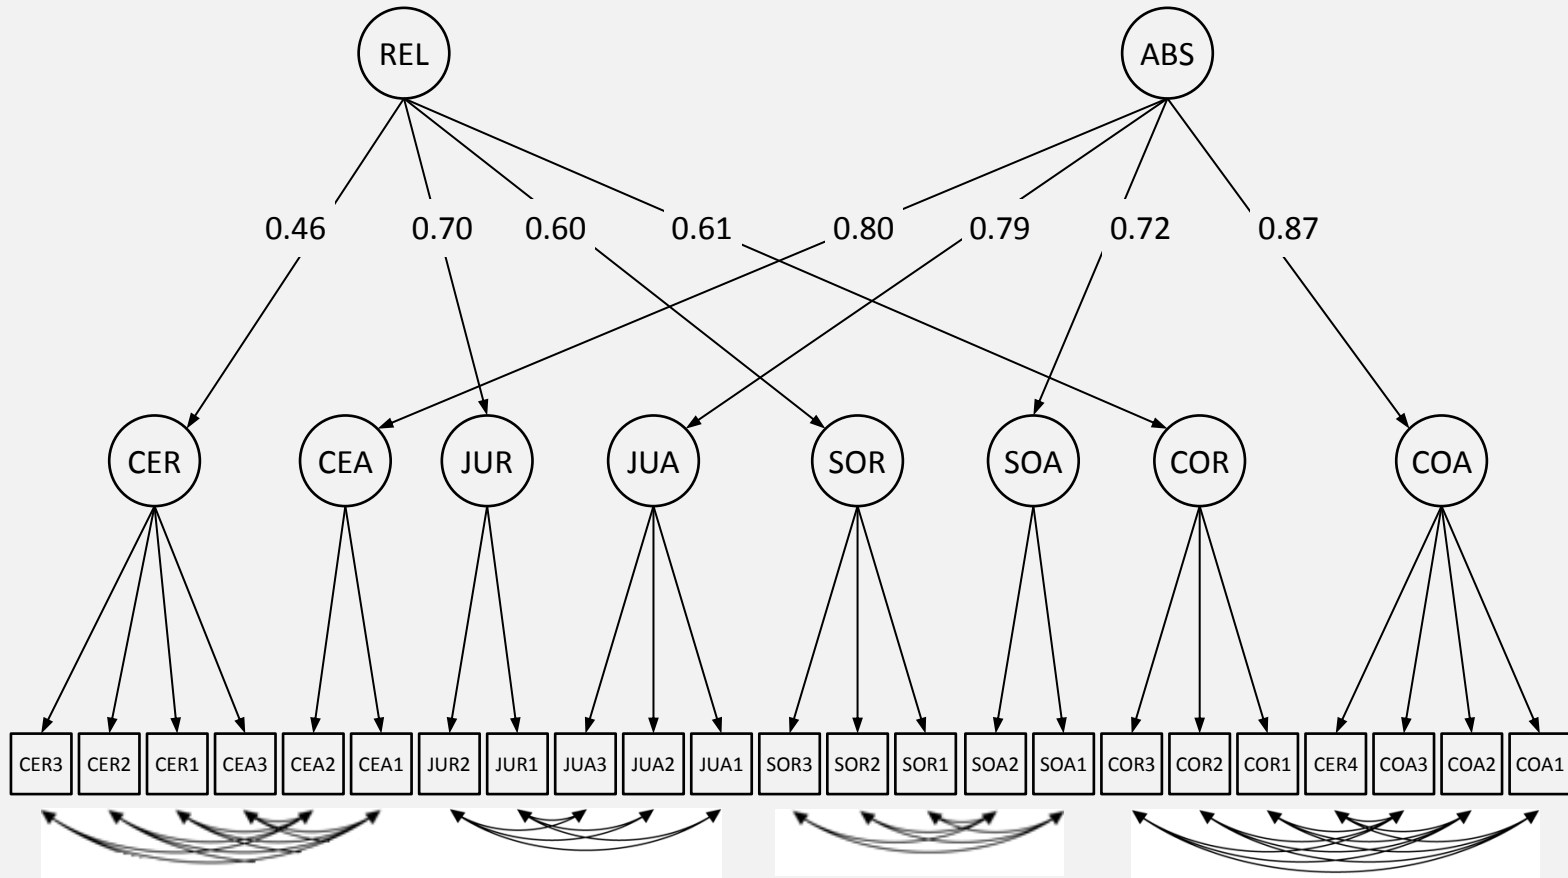 REL ABS
0.46 0.70 0.60 0.61 0.80 0.79 0.72 0.87
CER CEA JUR JUA SOR SOA COR COA
CER3 CER2 CER1 CEA3 CEA2 CEA1 JUR2 JUR1 JUA3 JUA2 JUA1 SOR3 SOR2 SOR1 SOA2 SOA1 COR3 COR2 COR1 CER4 COA3 COA2 COA1